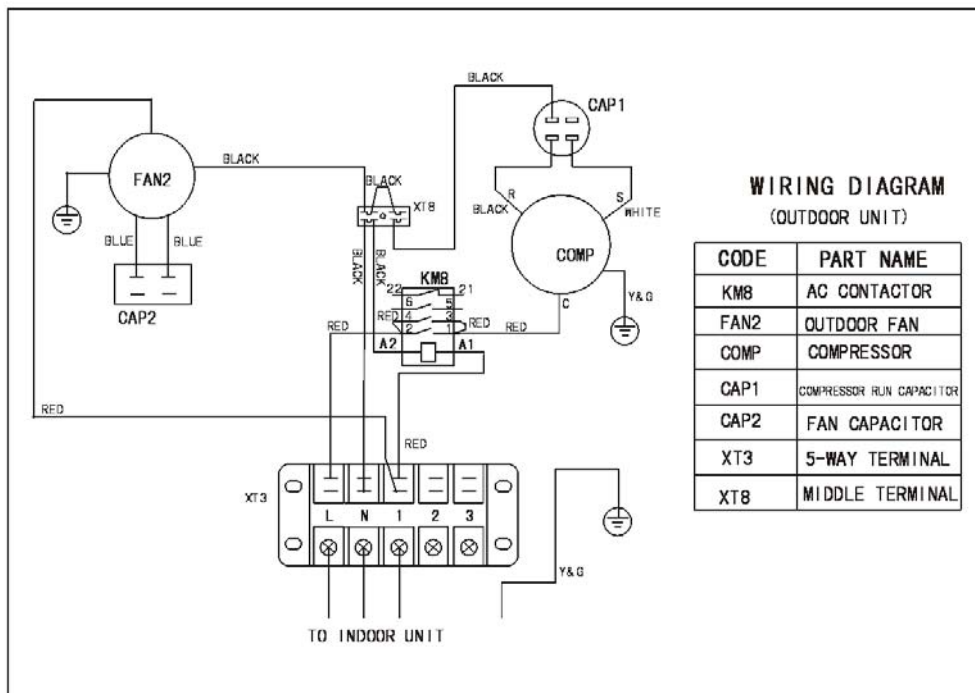 BLACK
CAP1
FAN2
BLACK
BLACK
XT8
R
S
BLACK
WHITE
BLUE
BLUE
CAP2
BLACK
BLACK
COMP
Y&G
C
KM8
22
21
6
5
RED
4
3
RED
2
1
RED
RED
A2
A1
RED
RED
XT3
L N 1 2 3
Y&G
TO INDOOR UNIT
WIRING DIAGRAM
(OUTDOOR UNIT)
CODE PART NAME
KM8 AC CONTACTOR
FAN2 OUTDOOR FAN
COMP COMPRESSOR
CAP1 COMPRESSOR RUN CAPACITOR
CAP2 FAN CAPACITOR
XT3 5-WAY TERMINAL
XT8 MIDDLE TERMINAL